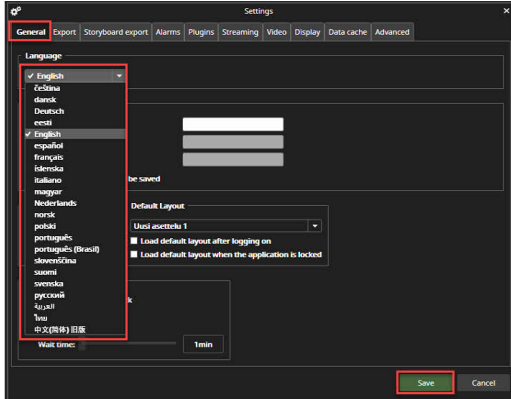 Settings
General Export Storyboard export Alarms Plugins Streaming Video Display Data cache Advanced
Language
✓ English
čeština
dansk
Deutsch
eesti
✓ English
español
français
íslenska
italiano
magyar
Nederlands
norsk
polski
português
português (Brasil)
slovenščina
suomi
svenska
русский
العربية
ไทย
中文(简体) 旧版
be saved
Default Layout
Uusi asettelu 1
Load default layout after logging on
Load default layout when the application is locked
k
Wait time:
1min
Save Cancel